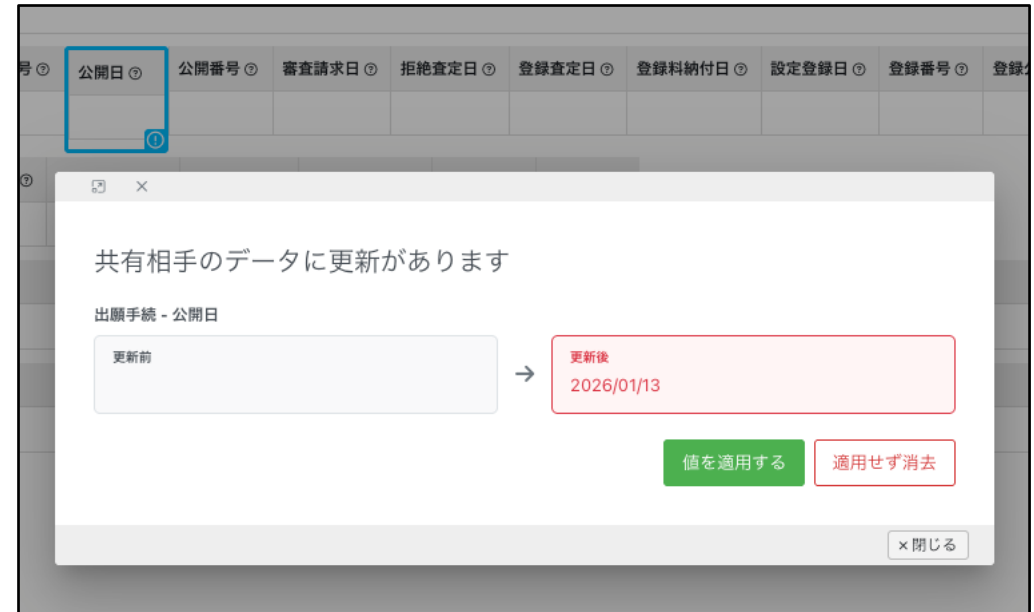 号
公開日
公開番号
審査請求日
拒絶査定日
登録査定日
登録料納付日
設定登録日
登録番号
登録
共有相手のデータに更新があります
出願手続 - 公開日
更新前
→
更新後
2026/01/13
値を適用する
適用せず消去
×閉じる